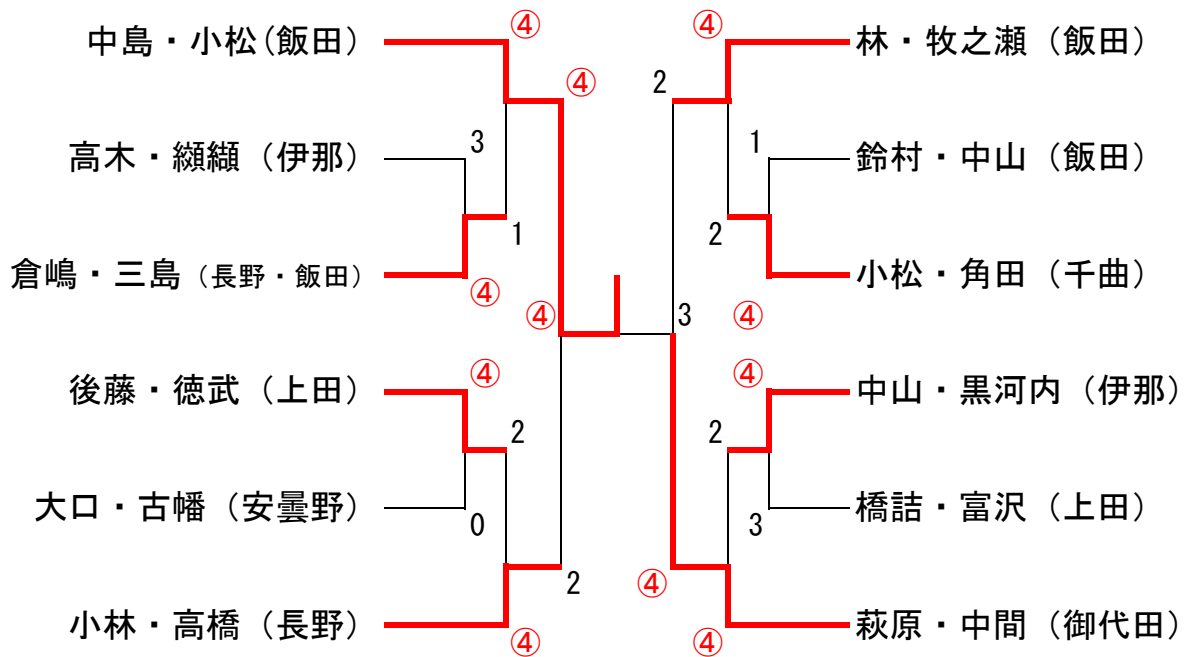 中島・小松(飯田) ④ ④ 林・牧之瀬（飯田）
④ 2
高木・纐纈（伊那） 3 1 鈴村・中山（飯田）
1 2
倉嶋・三島（長野・飯田） ④ 小松・角田（千曲）
④ 3 ④
後藤・徳武（上田） ④ ④ 中山・黒河内（伊那）
2 2
大口・古幡（安曇野） 0 3 橋詰・富沢（上田）
2 ④
小林・高橋（長野） ④ ④ 萩原・中間（御代田）